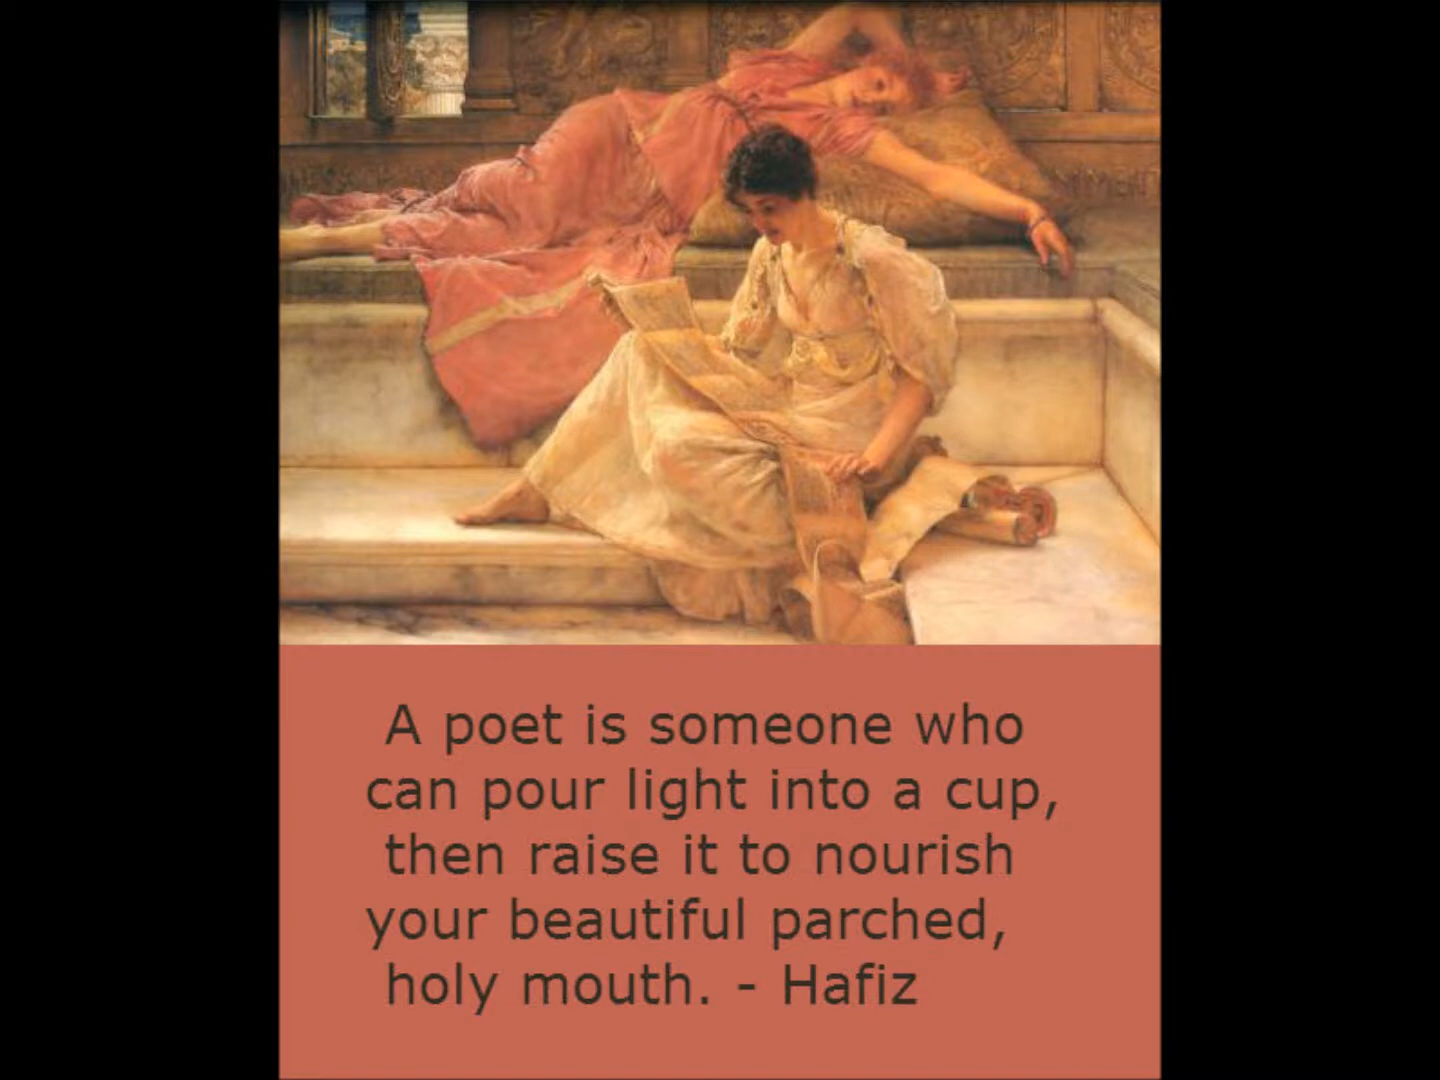 A poet is someone who
can pour light into a cup,
then raise it to nourish
your beautiful parched,
holy mouth. - Hafiz